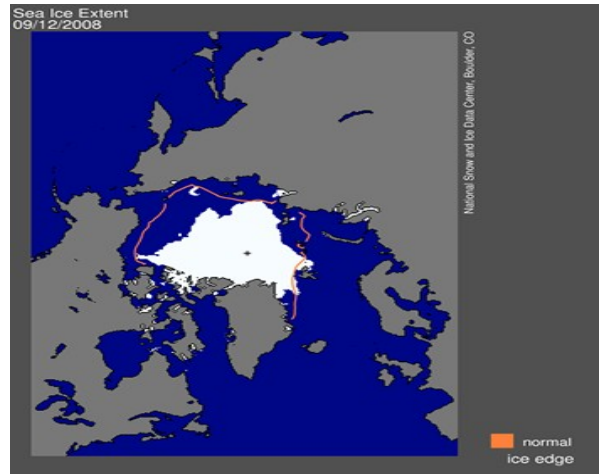 Sea Ice Extent
09/12/2008
National Snow and Ice Data Center, Boulder, CO
normal
ice edge